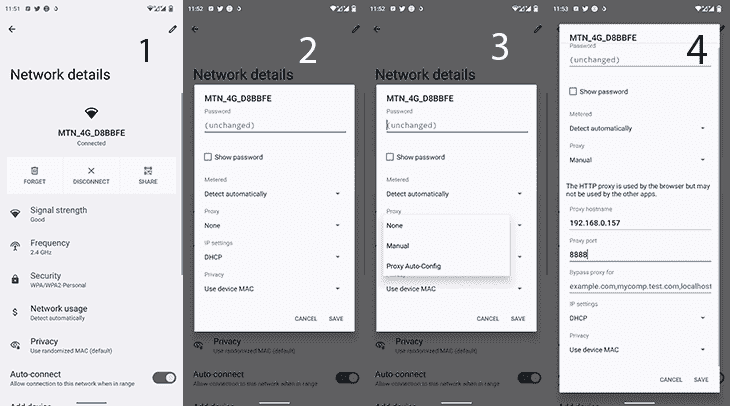 11:51
1
Network details
MTN_4G_D8BBFE
Connected
FORGET
DISCONNECT
SHARE
Signal strength
Good
Frequency
2.4 GHz
Security
WPA/WPA2-Personal
Network usage
Detect automatically
Privacy
Use randomized MAC (default)
Auto-connect
Allow connection to this network when in range
11:51
2
Network details
MTN_4G_D8BBFE
Password
(unchanged)
Show password
Metered
Detect automatically
Proxy
None
IP settings
DHCP
Privacy
Use device MAC
CANCEL
SAVE
Privacy
Use randomized MAC (default)
Auto-connect
Allow connection to this network when in range
11:52
3
Network details
MTN_4G_D8BBFE
Password
(unchanged)
Show password
Metered
Detect automatically
Proxy
None
Manual
Proxy Auto-Config
Privacy
Use device MAC
CANCEL
SAVE
Privacy
Use randomized MAC (default)
Auto-connect
Allow connection to this network when in range
11:53
4
MTN_4G_D8BBFE
Password
(unchanged)
Show password
Metered
Detect automatically
Proxy
Manual
The HTTP proxy is used by the browser but may
not be used by the other apps.
Proxy hostname
192.168.0.157
Proxy port
8888
Bypass proxy for
example.com,mycomp.test.com,localhost
IP settings
DHCP
Privacy
Use device MAC
CANCEL
SAVE